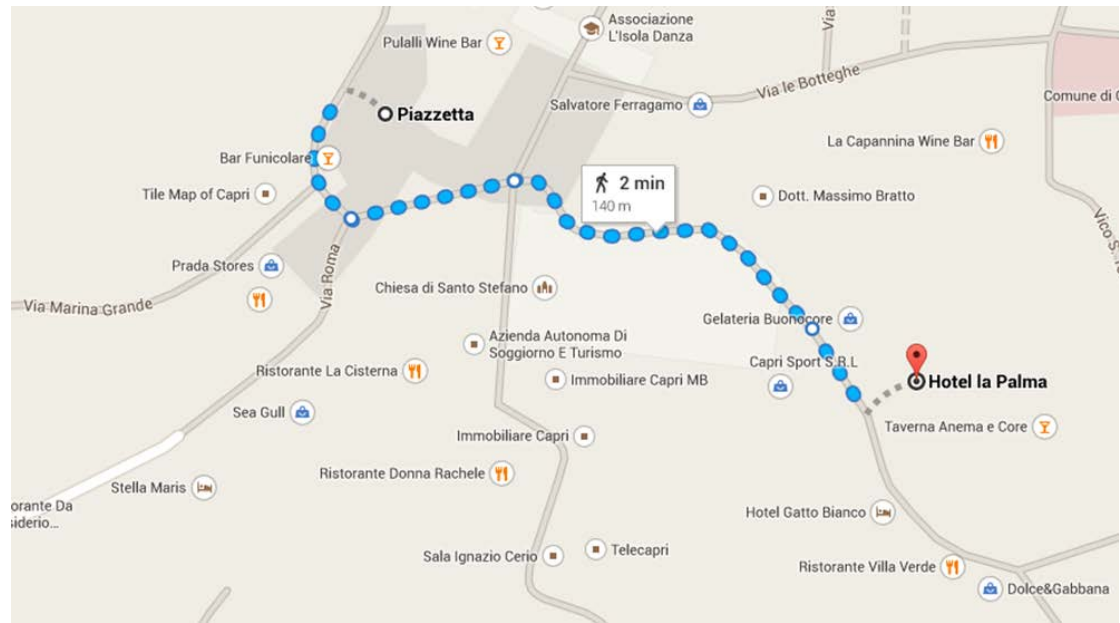 Associazione
L'Isola Danza
Pulalli Wine Bar
Via le Botteghe
Salvatore Ferragamo
Comune di
Piazzetta
La Capannina Wine Bar
Bar Funicolare
2 min
140 m
Tile Map of Capri
Dott. Massimo Bratto
Prada Stores
Via Roma
Via Marina Grande
Chiesa di Santo Stefano
Gelateria Buonocore
Azienda Autonoma Di
Soggiorno E Turismo
Capri Sport S.R.L
Ristorante La Cisterna
Immobiliare Capri MB
Hotel la Palma
Sea Gull
Taverna Anema e Core
Immobiliare Capri
Ristorante Donna Rachele
Stella Maris
orante Da
siderio...
Hotel Gatto Bianco
Sala Ignazio Cerio
Telecapri
Ristorante Villa Verde
Dolce&Gabbana
Via
Vico S.